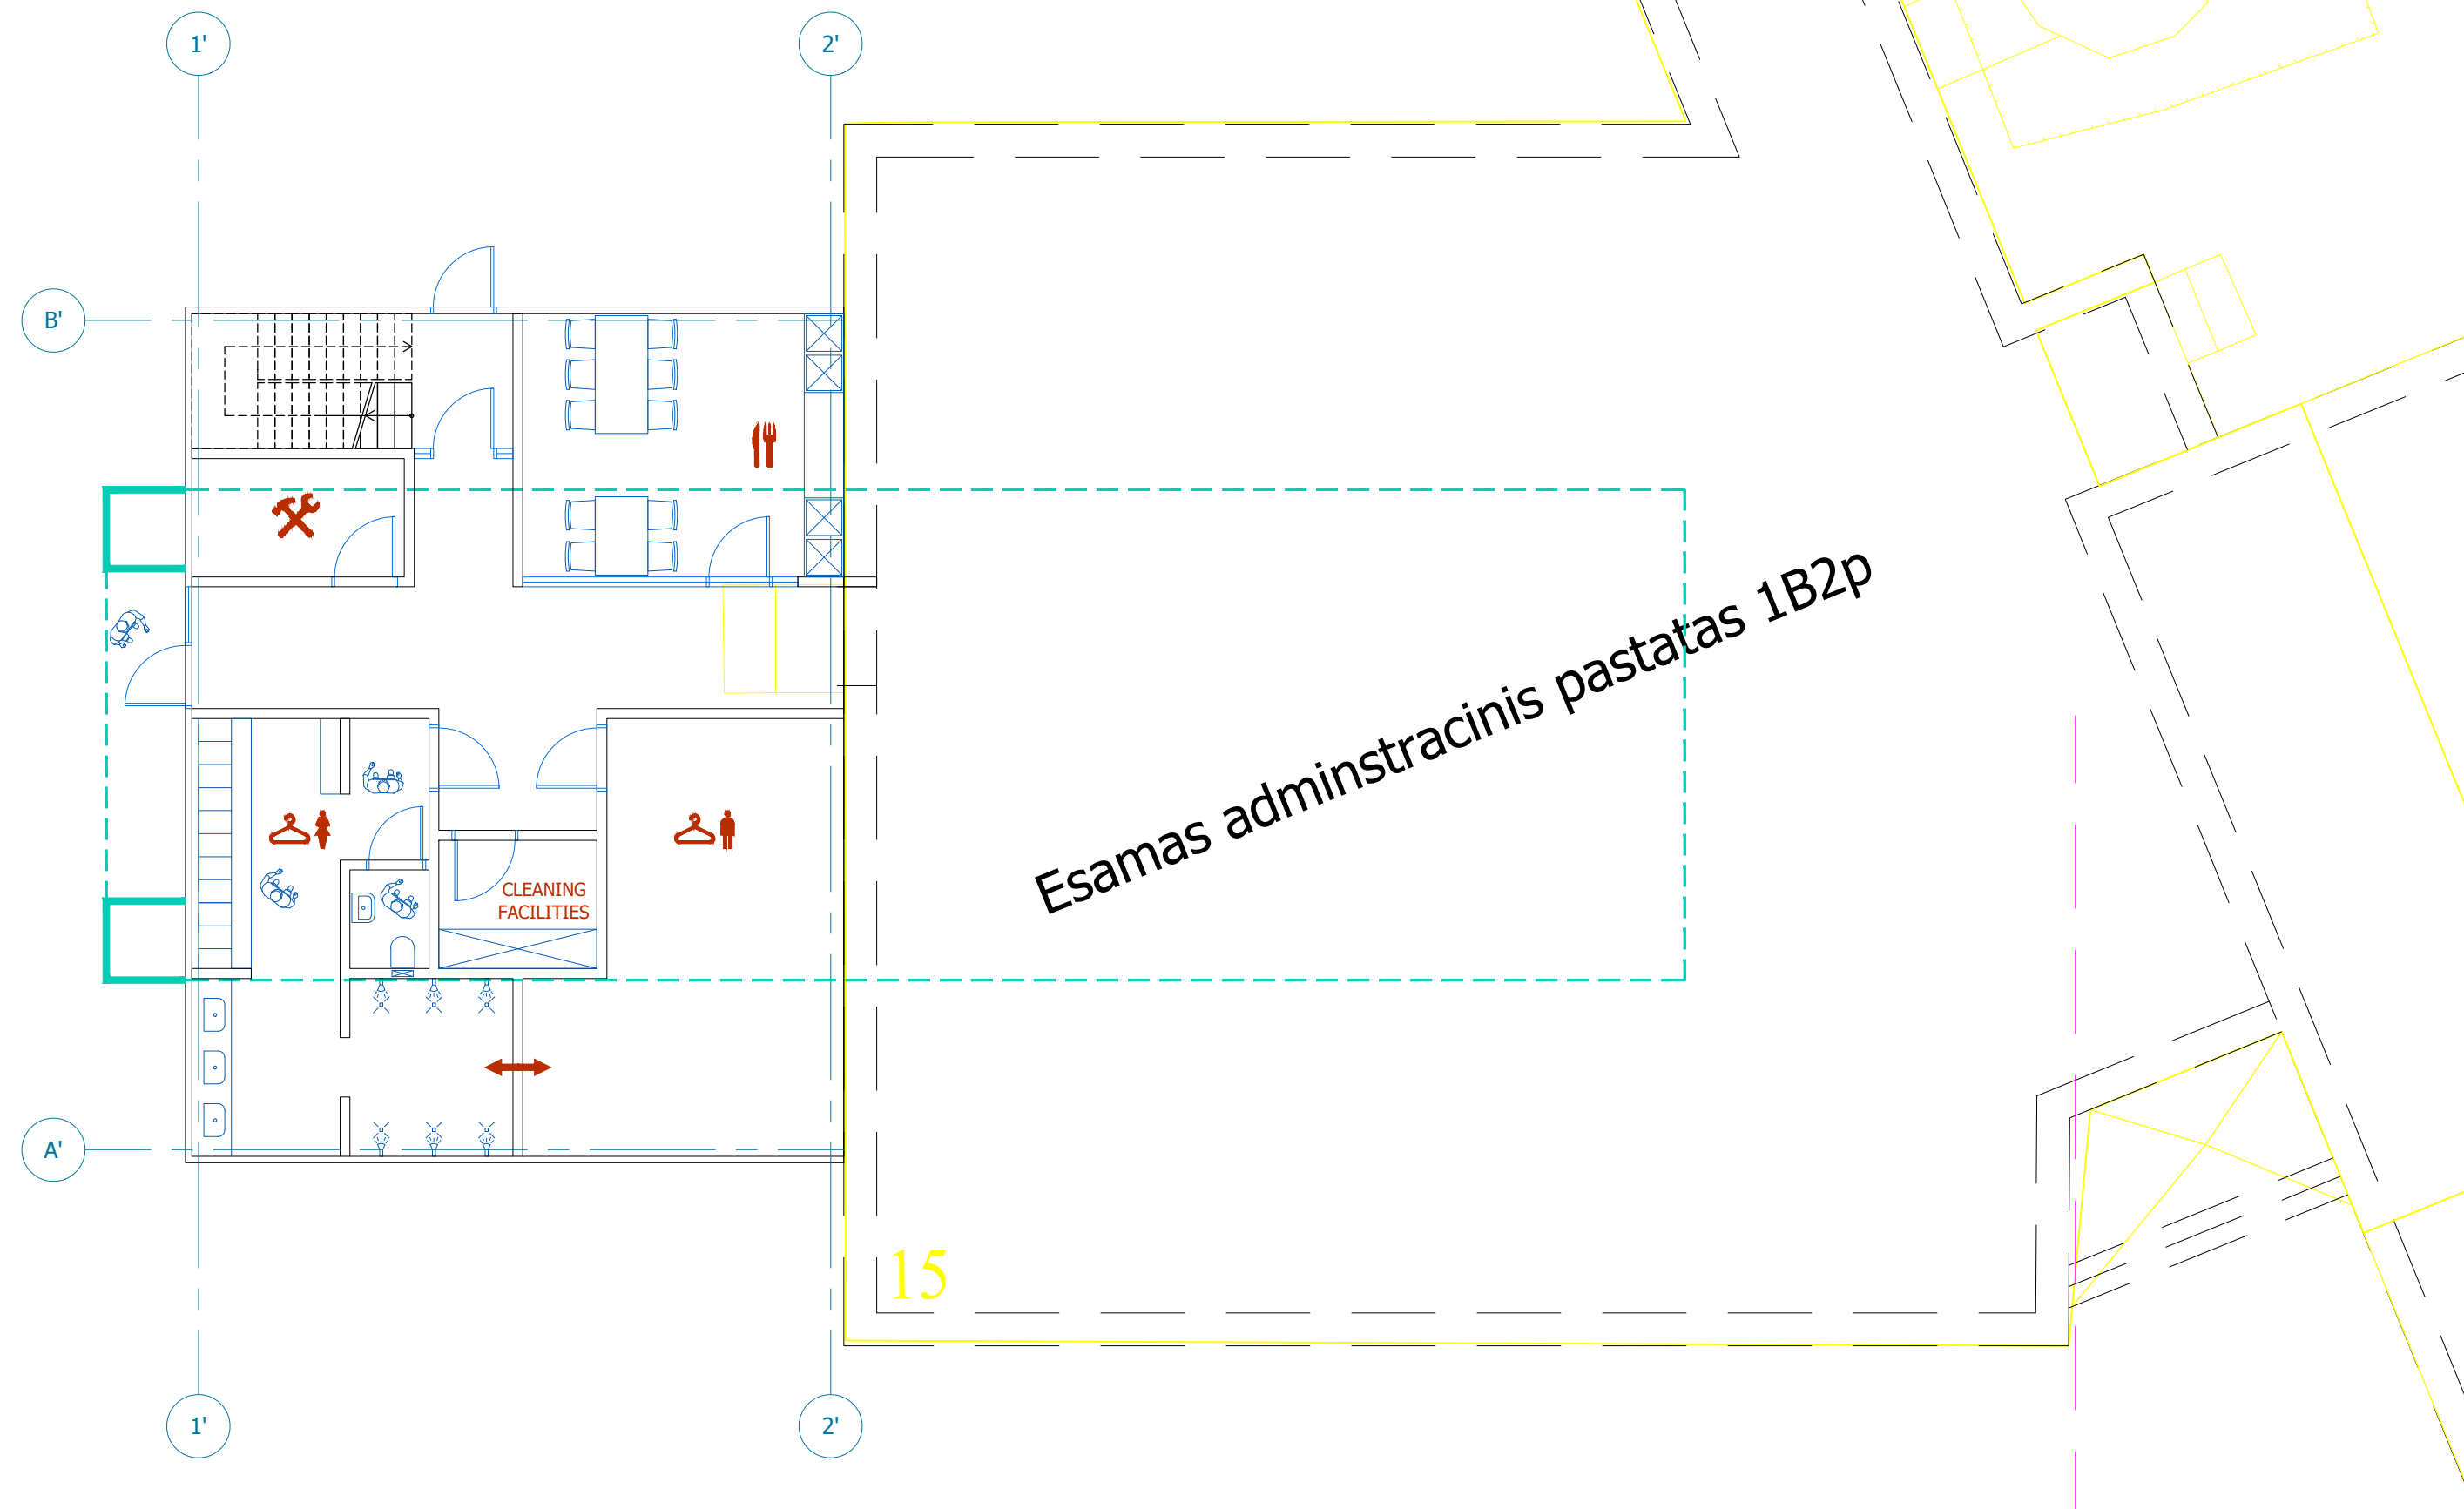 1'
2'
B'
Esamas adminstracinis pastatas 1B2p
CLEANING
FACILITIES
A'
15
1'
2'